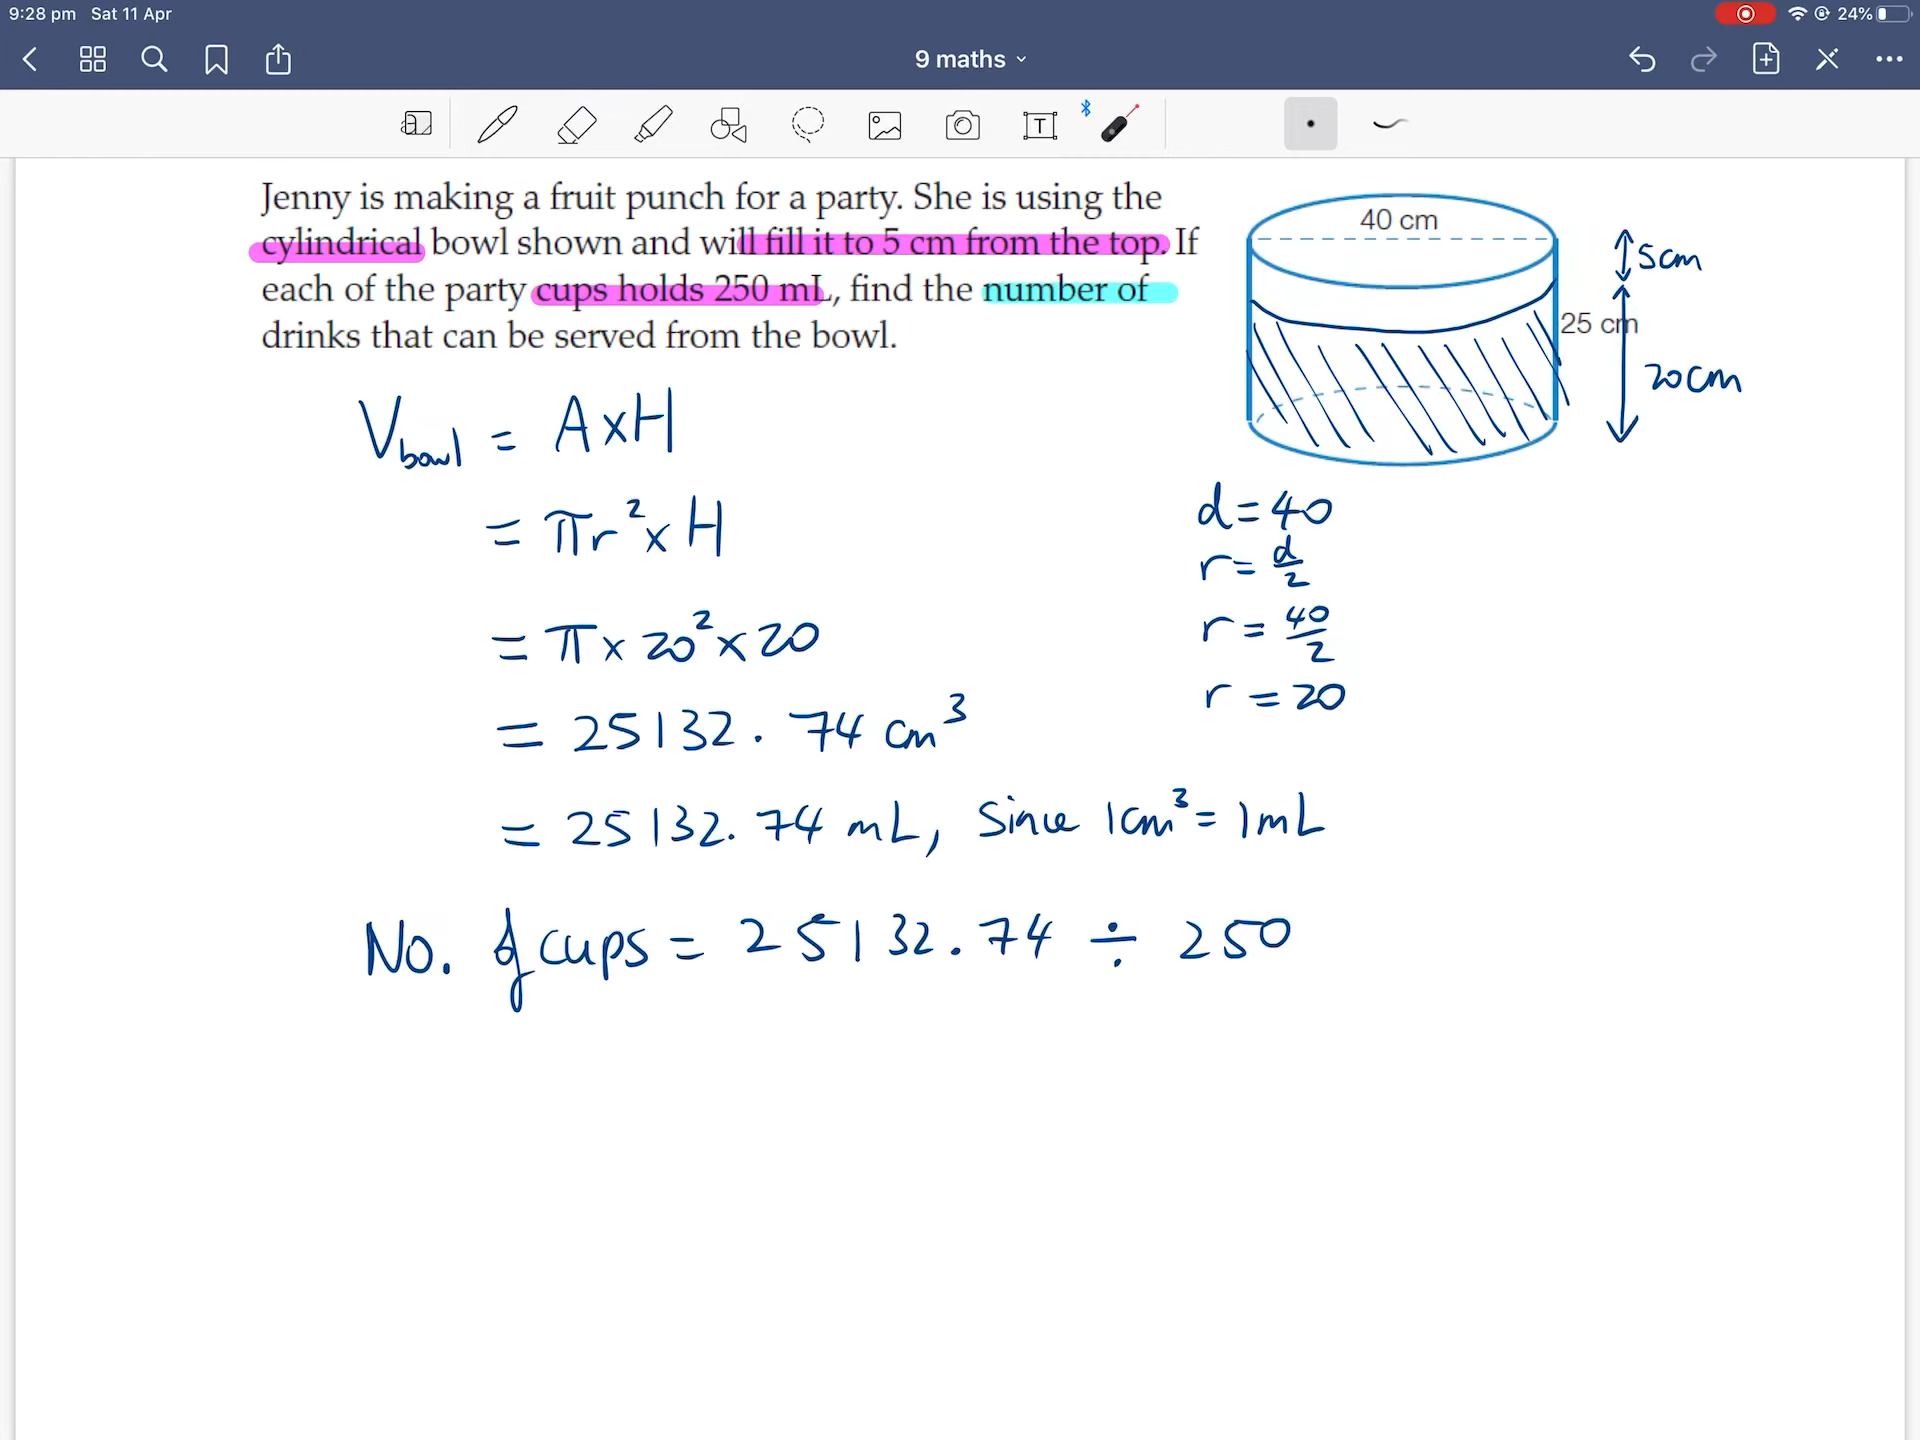 9:28 pm Sat 11 Apr
24%
9 maths
Jenny is making a fruit punch for a party. She is using the
cylindrical bowl shown and will fill it to 5 cm from the top. If
each of the party cups holds 250 mL, find the number of
drinks that can be served from the bowl.
40 cm
5cm
25 cm
20cm
V bowl = A×H
= πr²×H
= π×20²×20
= 25132.74 cm³
= 25132.74 mL, since 1cm³ = 1mL
d=40
r=d/2
r=40/2
r=20
No. of cups = 25132.74 ÷ 250